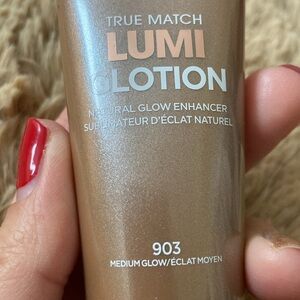 TRUE MATCH
LUMI
GLOTION
NATURAL GLOW ENHANCER
SUBLIMATEUR D'ÉCLAT NATUREL
903
MEDIUM GLOW/ÉCLAT MOYEN